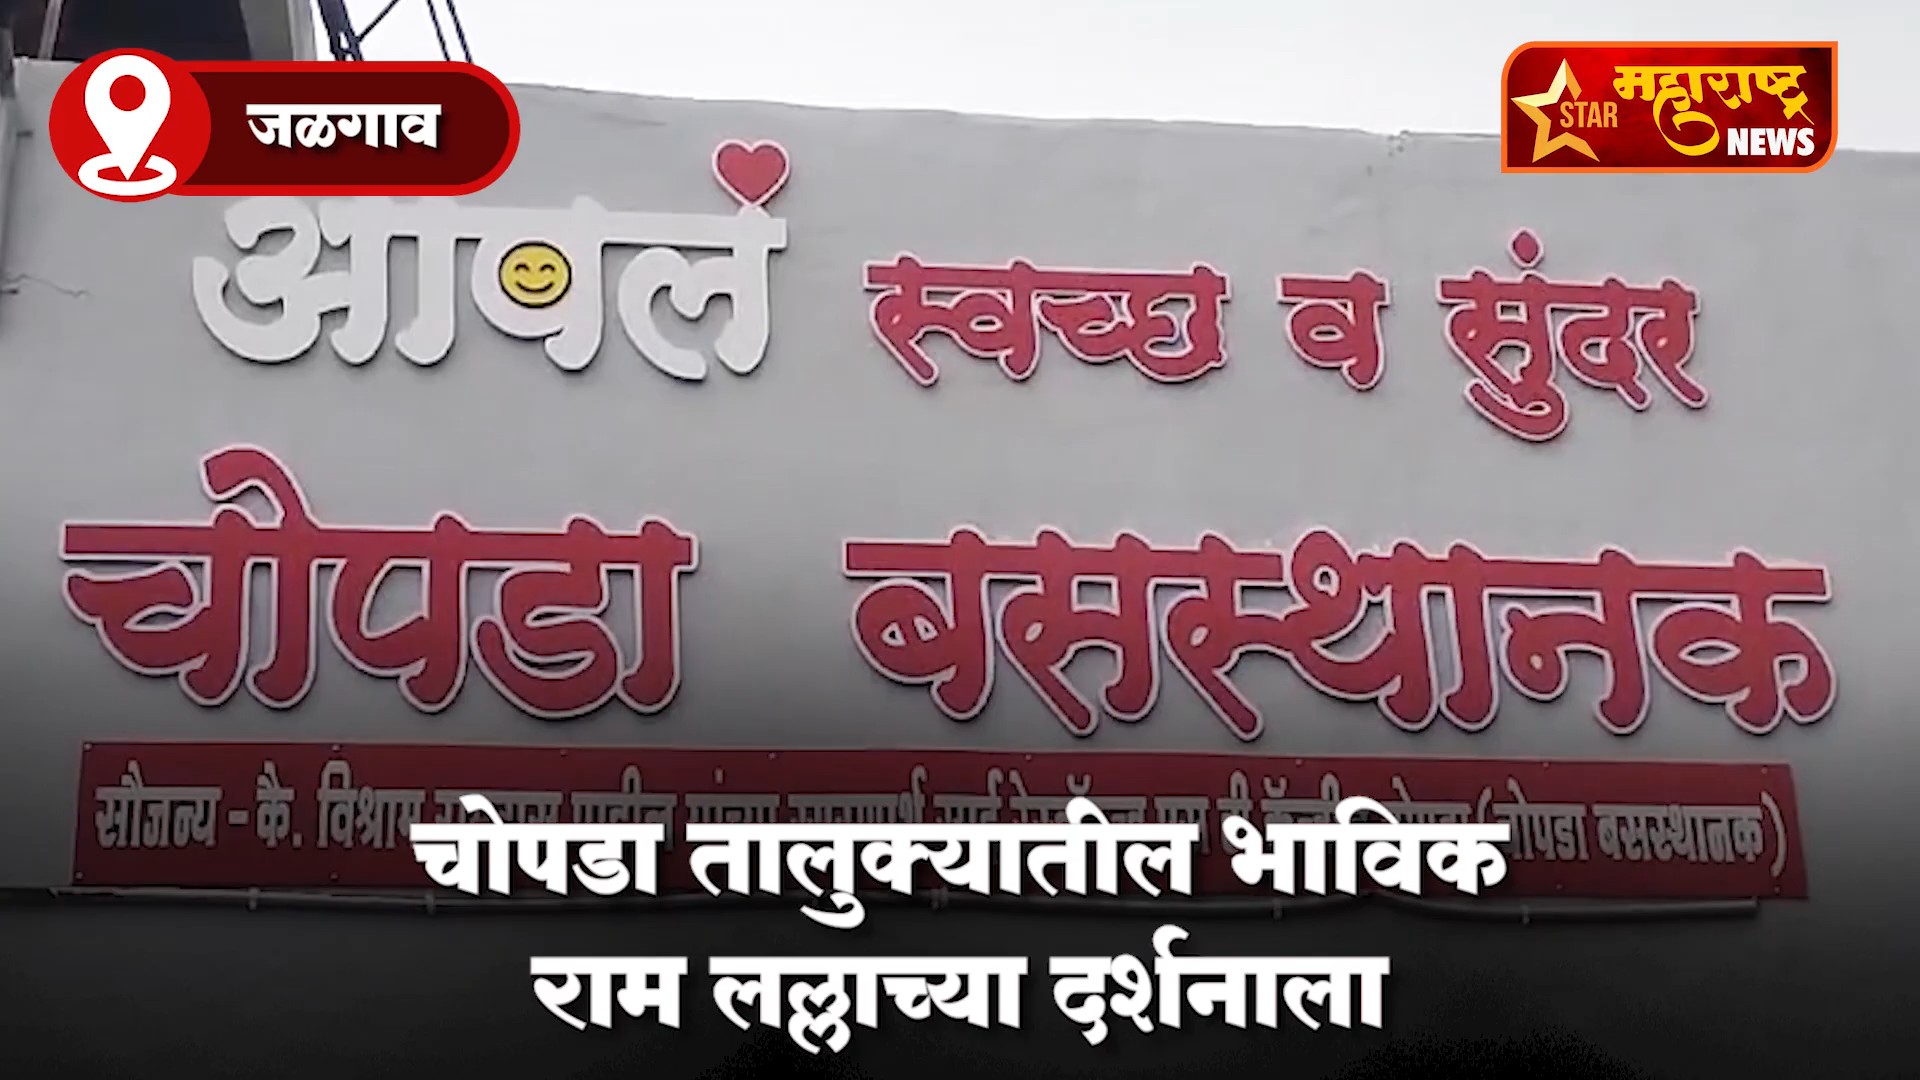 जळगाव
STAR महाराष्ट्र NEWS
आपलं स्वच्छ व सुंदर
चोपडा बसस्थानक
सौजन्य - कै. विश्राम (चोपडा बसस्थानक)
चोपडा तालुक्यातील भाविक
राम लल्लाच्या दर्शनाला